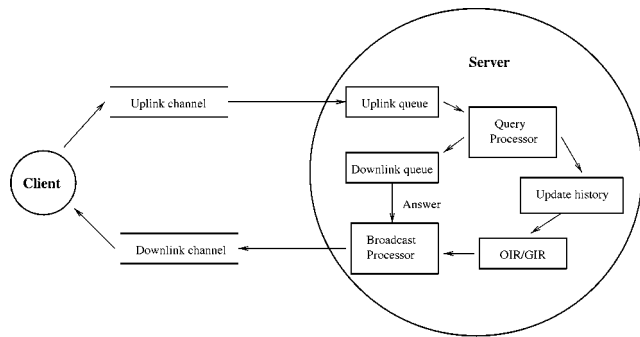 Server
Uplink channel
Uplink queue
Query
Processor
Client
Downlink queue
Update history
Answer
Downlink channel
Broadcast
Processor
OIR/GIR